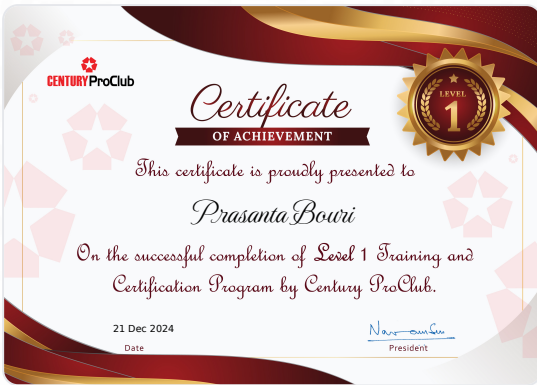 CENTURY ProClub
LEVEL
1
Certificate
OF ACHIEVEMENT
This certificate is proudly presented to
Prasanta Bouri
On the successful completion of Level 1 Training and
Certification Program by Century ProClub.
21 Dec 2024
Date
President